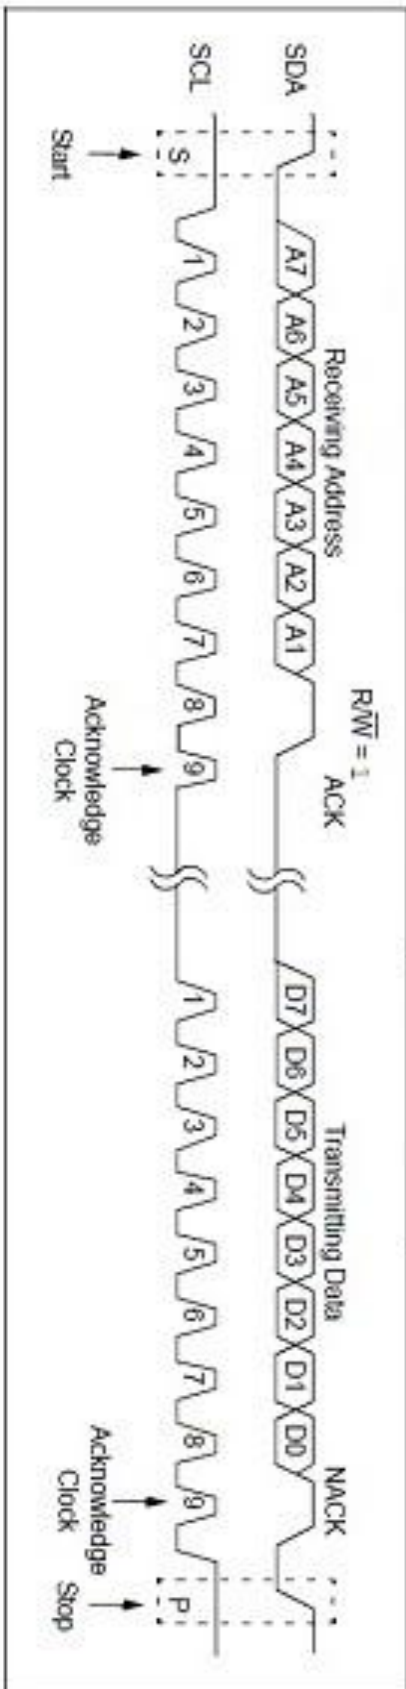 Receiving Address R/W̅ = 1 Transmitting Data NACK
ACK
SDA A7 A6 A5 A4 A3 A2 A1 D7 D6 D5 D4 D3 D2 D1 D0
SCL S 1 2 3 4 5 6 7 8 9 1 2 3 4 5 6 7 8 9 P
Start Acknowledge Clock Acknowledge Clock Stop